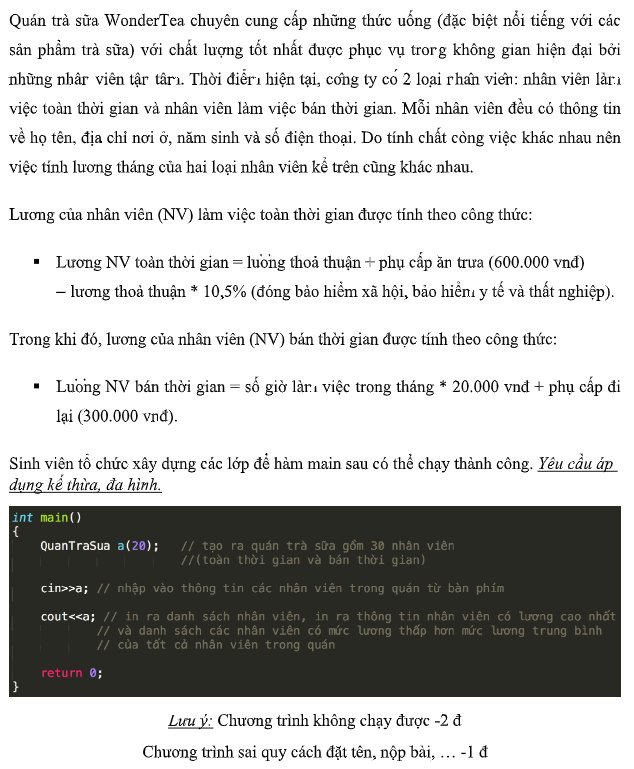 Quán trà sữa WonderTea chuyên cung cấp những thức uống (đặc biệt nổi tiếng với các
sản phẩm trà sữa) với chất lượng tốt nhất được phục vụ trong không gian hiện đại bởi
những nhân viên tận tâm. Thời điểm hiện tại, công ty có 2 loại nhân viên: nhân viên làm
việc toàn thời gian và nhân viên làm việc bán thời gian. Mỗi nhân viên đều có thông tin
về họ tên, địa chỉ nơi ở, năm sinh và số điện thoại. Do tính chất công việc khác nhau nên
việc tính lương tháng của hai loại nhân viên kể trên cũng khác nhau.
Lương của nhân viên (NV) làm việc toàn thời gian được tính theo công thức:
▪ Lương NV toàn thời gian = lương thoả thuận + phụ cấp ăn trưa (600.000 vnđ)
– lương thoả thuận * 10,5% (đóng bảo hiểm xã hội, bảo hiểm y tế và thất nghiệp).
Trong khi đó, lương của nhân viên (NV) bán thời gian được tính theo công thức:
▪ Lương NV bán thời gian = số giờ làm việc trong tháng * 20.000 vnđ + phụ cấp đi
lại (300.000 vnđ).
Sinh viên tổ chức xây dựng các lớp để hàm main sau có thể chạy thành công. Yêu cầu áp
dụng kế thừa, đa hình.
int main()
{
QuanTraSua a(20); // tạo ra quán trà sữa gồm 30 nhân viên
//(toàn thời gian và bán thời gian)
cin>>a; // nhập vào thông tin các nhân viên trong quán từ bàn phím
cout<<a; // in ra danh sách nhân viên, in ra thông tin nhân viên có lương cao nhất
// và danh sách các nhân viên có mức lương thấp hơn mức lương trung bình
// của tất cả nhân viên trong quán
return 0;
}
Lưu ý: Chương trình không chạy được -2 đ
Chương trình sai quy cách đặt tên, nộp bài, … -1 đ